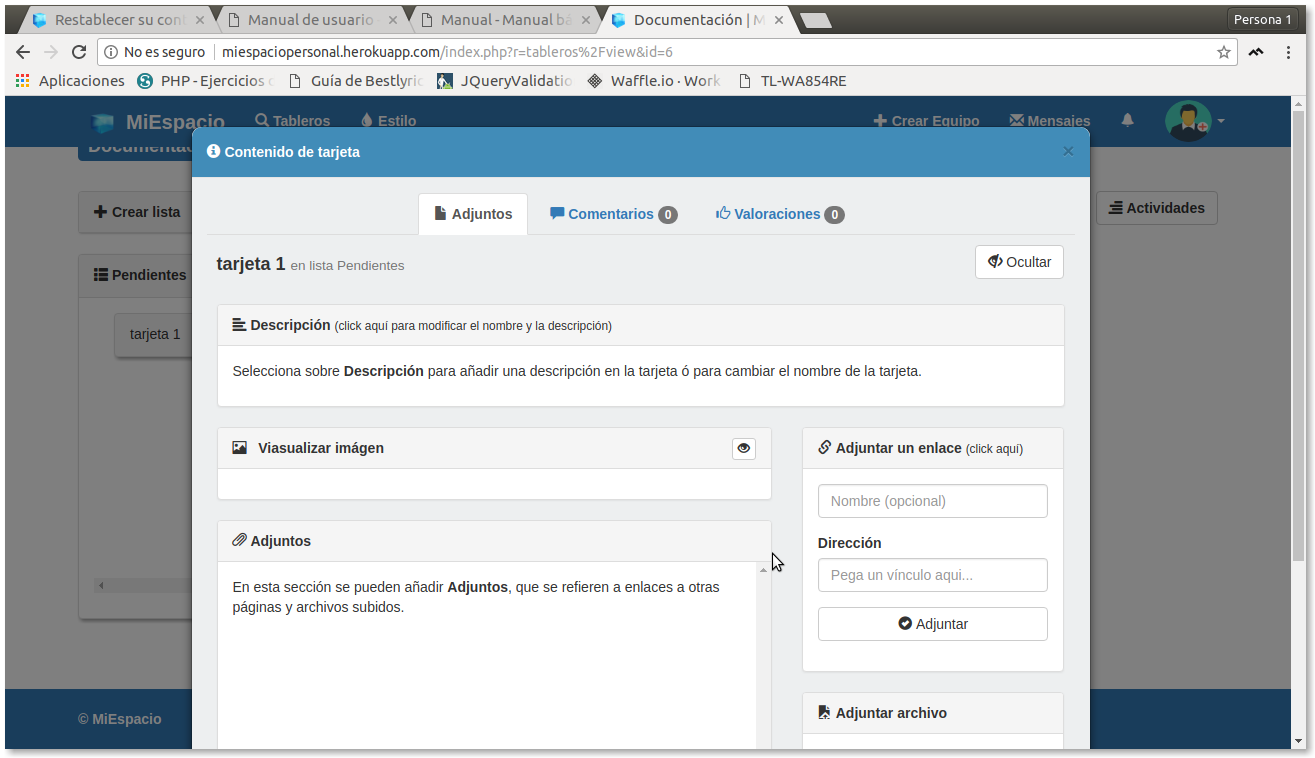 Restablecer su con
Manual de usuario
Manual - Manual bá
Documentación | M
Persona 1
No es seguro
miespaciopersonal.herokuapp.com/index.php?r=tableros%2Fview&id=6
Aplicaciones
PHP - Ejercicios
Guía de Bestlyric
JQueryValidatio
Waffle.io · Work
TL-WA854RE
MiEspacio
Tableros
Estilo
Crear Equipo
Mensajes
Documentac
Contenido de tarjeta
×
Crear lista
Actividades
Adjuntos
Comentarios 0
Valoraciones 0
tarjeta 1 en lista Pendientes
Ocultar
Pendientes
tarjeta 1
Descripción (click aquí para modificar el nombre y la descripción)
Selecciona sobre Descripción para añadir una descripción en la tarjeta ó para cambiar el nombre de la tarjeta.
Viasualizar imágen
Adjuntar un enlace (click aquí)
Nombre (opcional)
Dirección
Pega un vínculo aqui...
Adjuntar
Adjuntos
En esta sección se pueden añadir Adjuntos, que se refieren a enlaces a otras
páginas y archivos subidos.
Adjuntar archivo
© MiEspacio